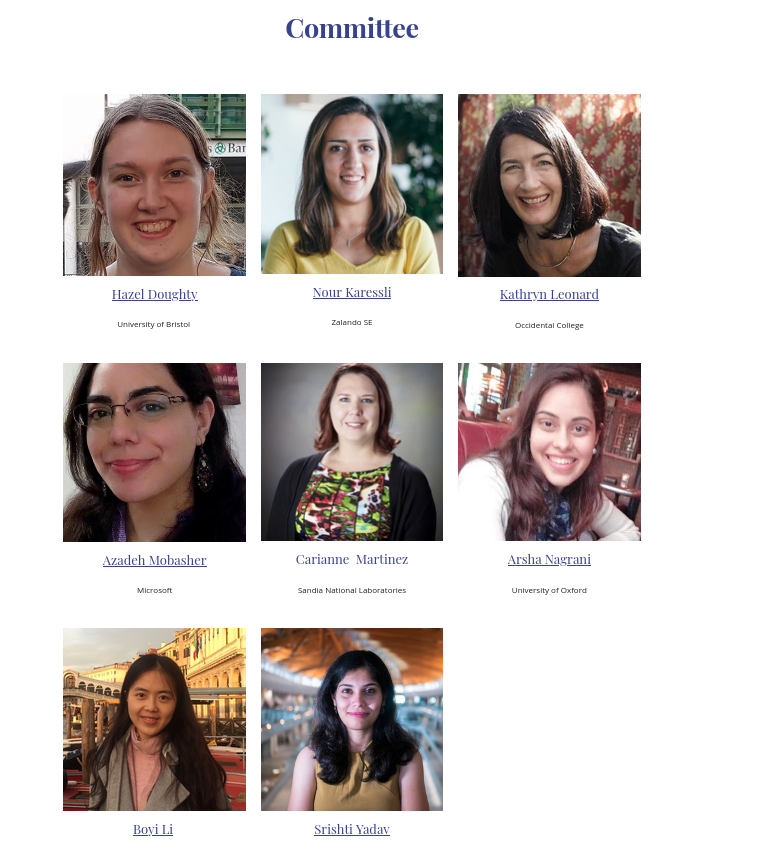 Committee
Hazel Doughty
Nour Karessli
Kathryn Leonard
University of Bristol
Zalando SE
Occidental College
Azadeh Mobasher
Carianne Martinez
Arsha Nagrani
Microsoft
Sandia National Laboratories
University of Oxford
Boyi Li
Srishti Yadav